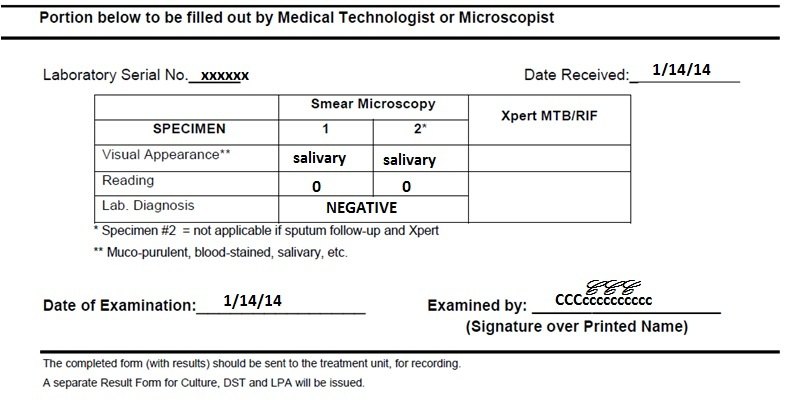 Portion below to be filled out by Medical Technologist or Microscopist
Laboratory Serial No. xxxxxx Date Received: 1/14/14
Smear Microscopy Xpert MTB/RIF
SPECIMEN 1 2*
Visual Appearance** salivary salivary
Reading 0 0
Lab. Diagnosis NEGATIVE
* Specimen #2 = not applicable if sputum follow-up and Xpert
** Muco-purulent, blood-stained, salivary, etc.
CCC
Date of Examination: 1/14/14 Examined by: CCCcccccccccc
(Signature over Printed Name)
The completed form (with results) should be sent to the treatment unit, for recording.
A separate Result Form for Culture, DST and LPA will be issued.